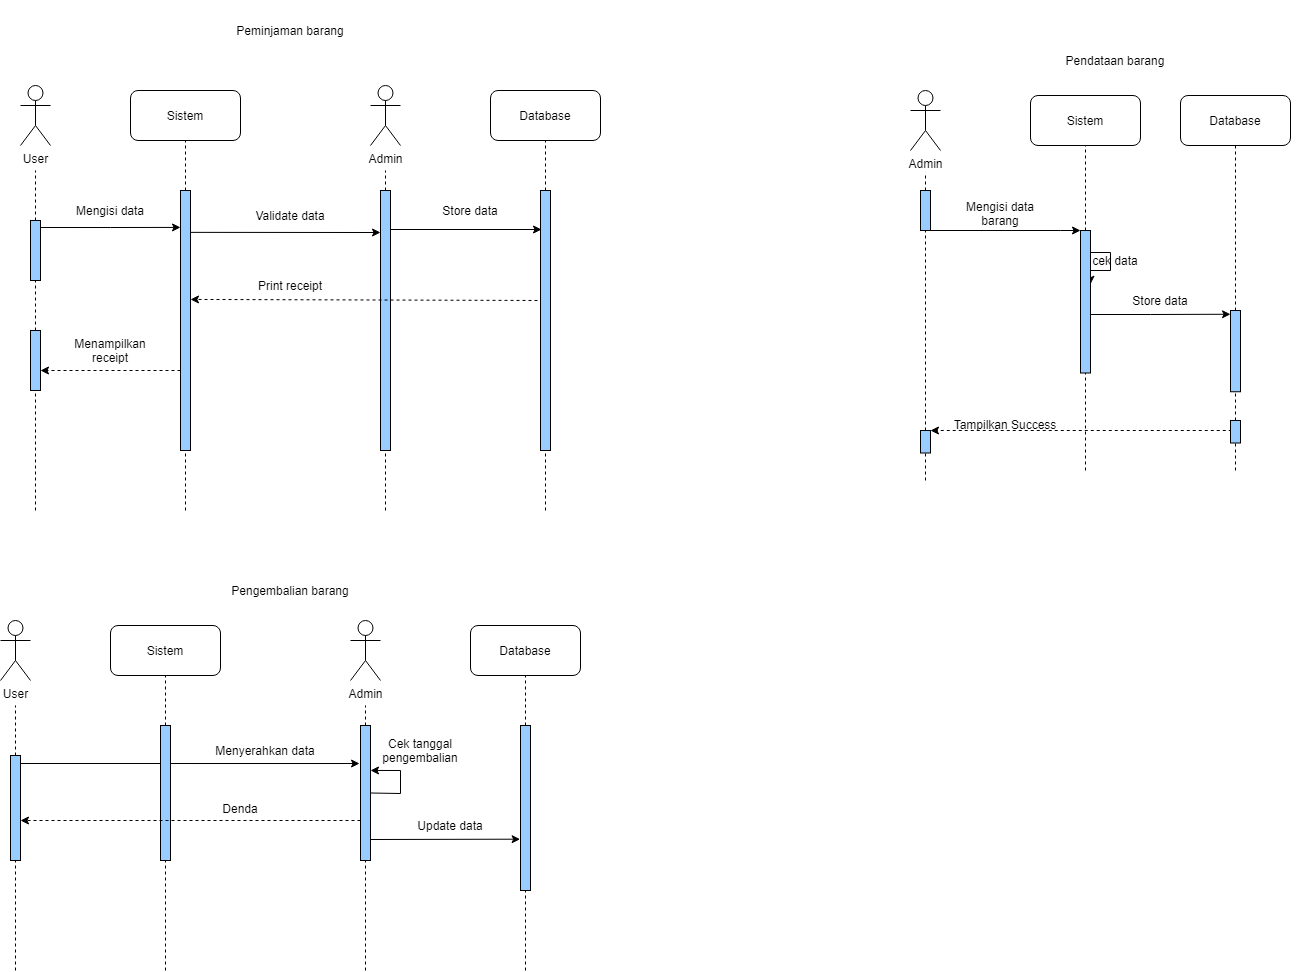 Peminjaman barang
User
Sistem
Admin
Database
Mengisi data
Validate data
Store data
Print receipt
Menampilkan
receipt
Pendataan barang
Admin
Sistem
Database
Mengisi data
barang
cek data
Store data
Tampilkan Success
Pengembalian barang
User
Sistem
Admin
Database
Menyerahkan data
Cek tanggal
pengembalian
Denda
Update data